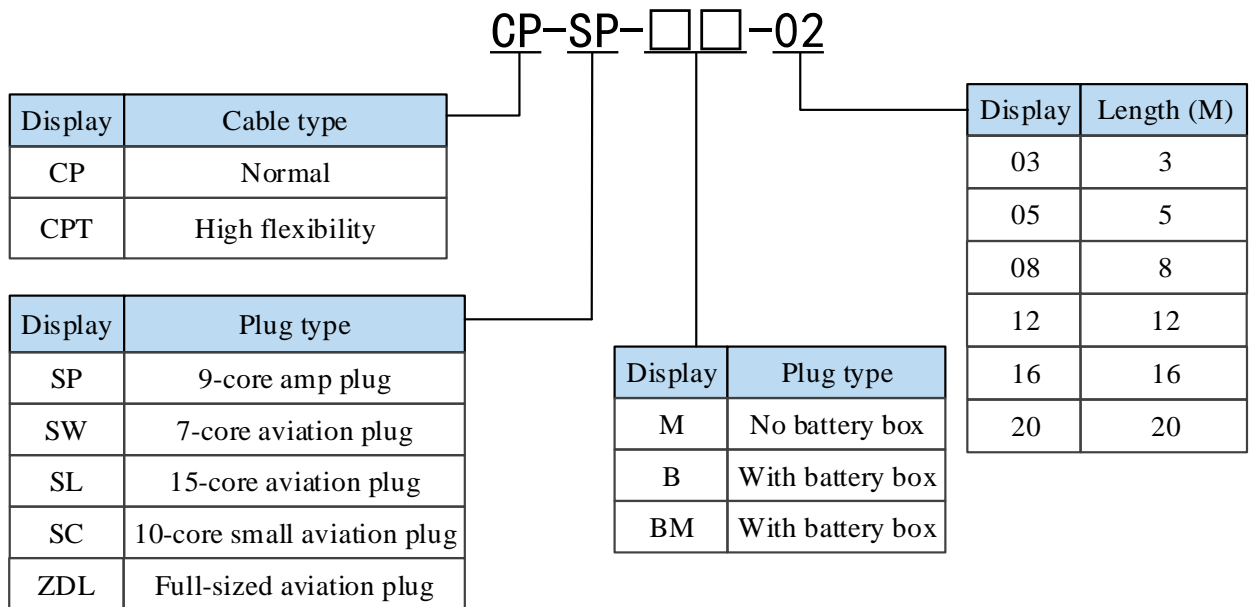 CP-SP-□□-02
Display Cable type
CP Normal
CPT High flexibility
Display Plug type
SP 9-core amp plug
SW 7-core aviation plug
SL 15-core aviation plug
SC 10-core small aviation plug
ZDL Full-sized aviation plug
Display Plug type
M No battery box
B With battery box
BM With battery box
Display Length (M)
03 3
05 5
08 8
12 12
16 16
20 20